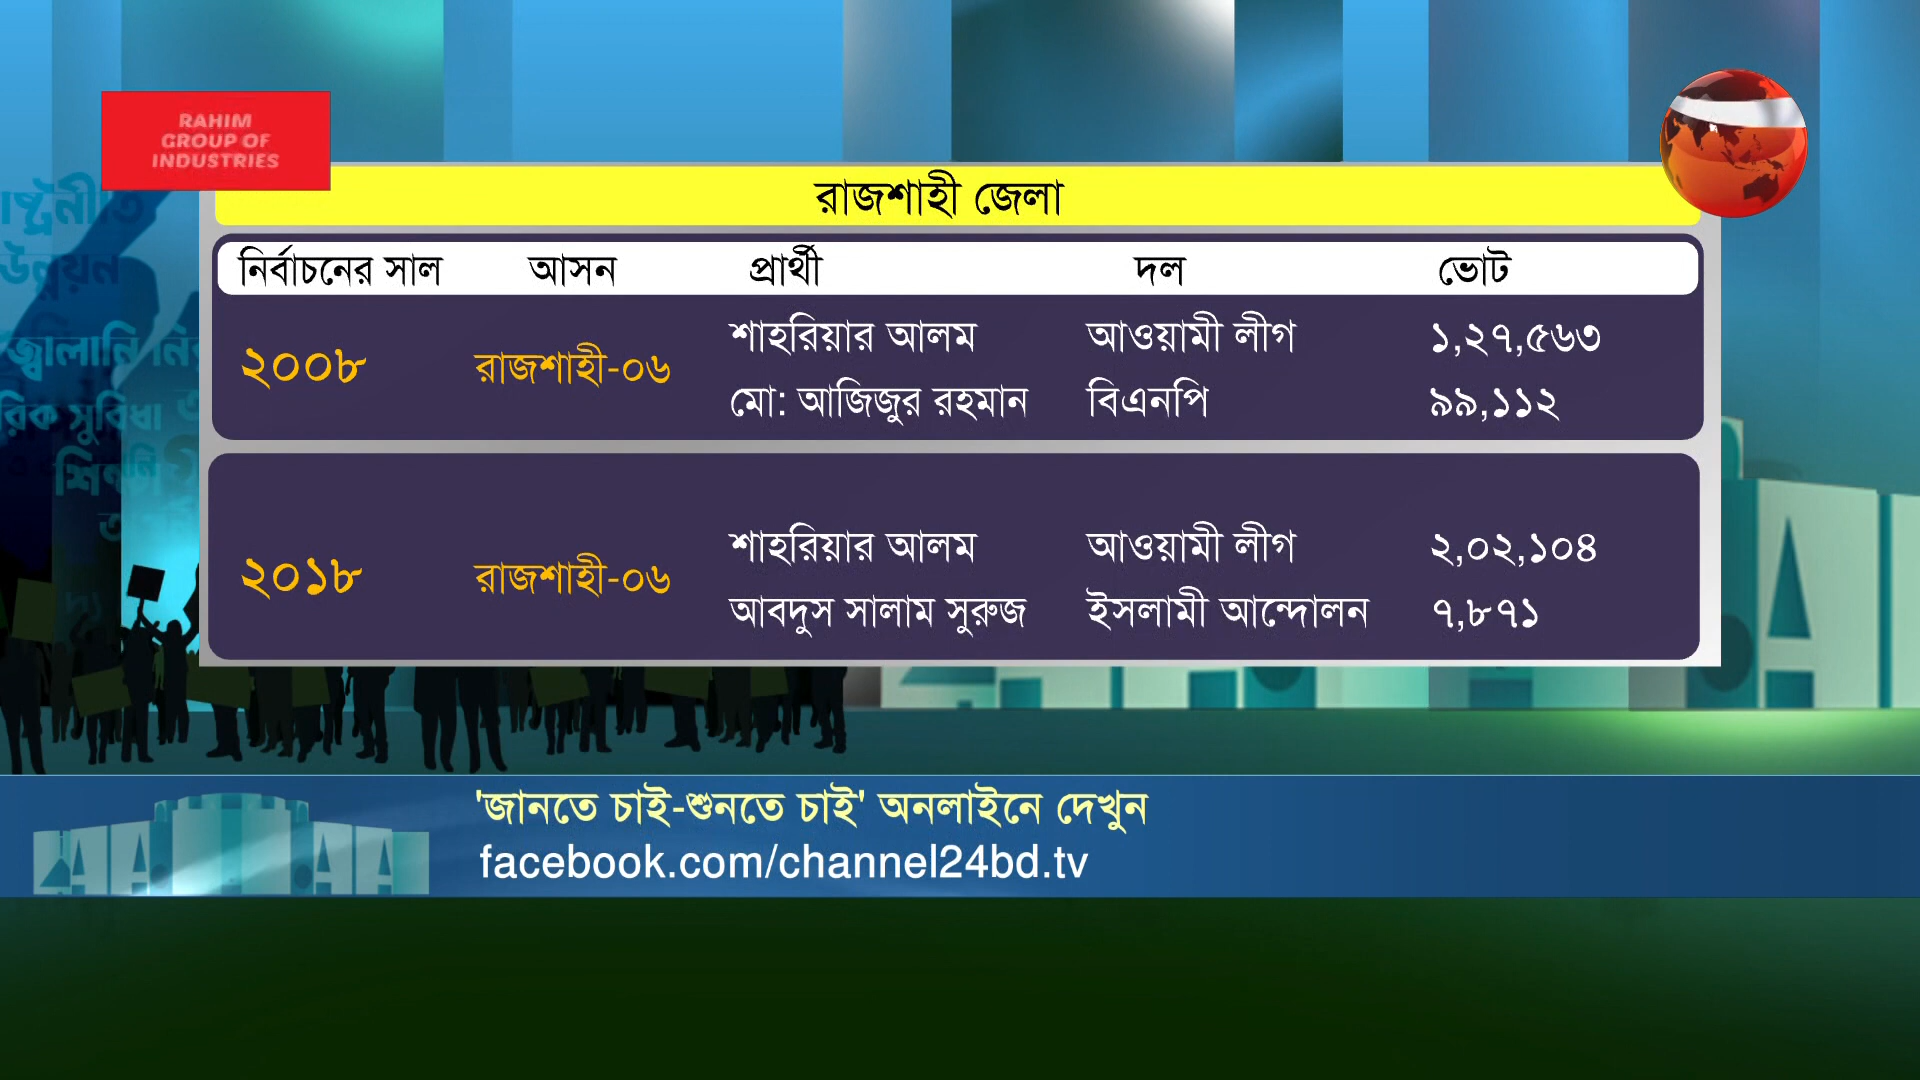 RAHIM
GROUP OF
INDUSTRIES
রাজশাহী জেলা
নির্বাচনের সাল আসন প্রার্থী দল ভোট
২০০৮ রাজশাহী-০৬ শাহরিয়ার আলম আওয়ামী লীগ ১,২৭,৫৬৩
মো: আজিজুর রহমান বিএনপি ৯৯,১১২
২০১৮ রাজশাহী-০৬ শাহরিয়ার আলম আওয়ামী লীগ ২,০২,১০৪
আবদুস সালাম সুরুজ ইসলামী আন্দোলন ৭,৮৭১
উন্নয়ন
সুবিধা
'জানতে চাই-শুনতে চাই' অনলাইনে দেখুন
facebook.com/channel24bd.tv